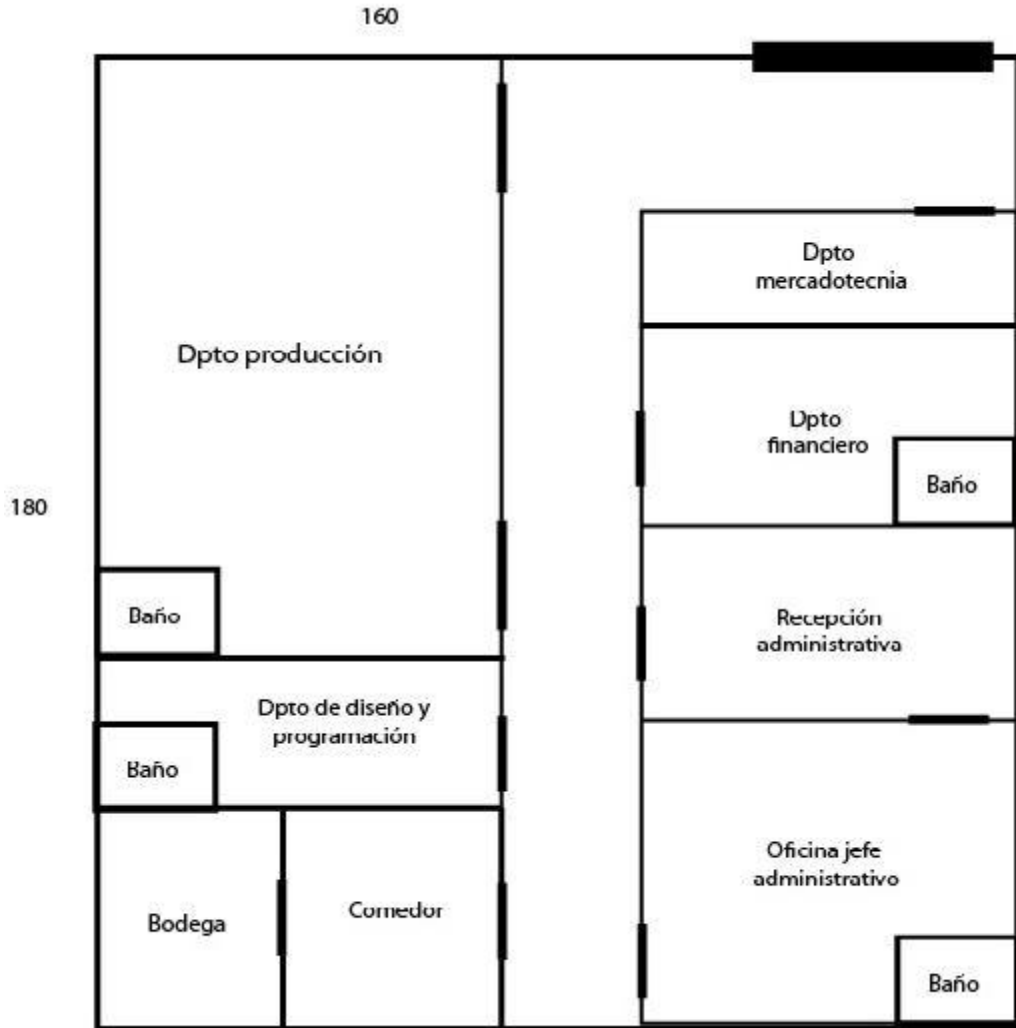 160
Dpto
mercadotecnia
Dpto producción
Dpto
financiero
Baño
180
Baño
Recepción
administrativa
Dpto de diseño y
programación
Baño
Oficina jefe
administrativo
Bodega
Comedor
Baño